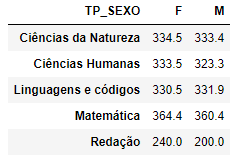 TP_SEXO F M
Ciências da Natureza 334.5 333.4
Ciências Humanas 333.5 323.3
Linguagens e códigos 330.5 331.9
Matemática 364.4 360.4
Redação 240.0 200.0